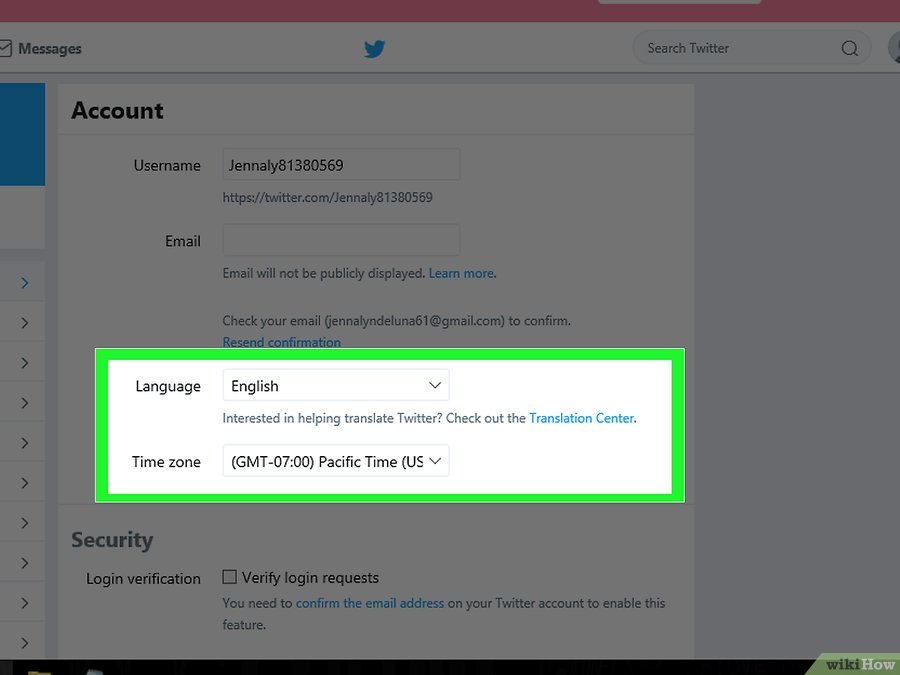 Messages
Search Twitter
Account
Username
Jennaly81380569
https://twitter.com/Jennaly81380569
Email
Email will not be publicly displayed. Learn more.
Check your email (jennalyndeluna61@gmail.com) to confirm.
Resend confirmation
Language
English
Interested in helping translate Twitter? Check out the Translation Center.
Time zone
(GMT-07:00) Pacific Time (US
Security
Login verification
Verify login requests
You need to confirm the email address on your Twitter account to enable this
feature.
wikiHow